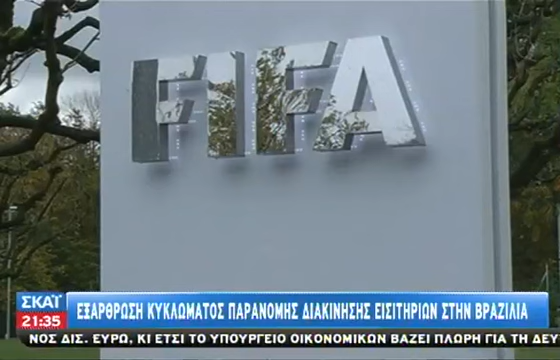 FIFA
ΣΚΑΪ
ΕΞΑΡΘΡΩΣΗ ΚΥΚΛΩΜΑΤΟΣ ΠΑΡΑΝΟΜΗΣ ΔΙΑΚΙΝΗΣΗΣ ΕΙΣΙΤΗΡΙΩΝ ΣΤΗΝ ΒΡΑΖΙΛΙΑ
21:35
ΝΟΣ ΔΙΣ. ΕΥΡΩ, ΚΙ ΕΤΣΙ ΤΟ ΥΠΟΥΡΓΕΙΟ ΟΙΚΟΝΟΜΙΚΩΝ ΒΑΖΕΙ ΠΛΩΡΗ ΓΙΑ ΤΗ ΔΕΥ